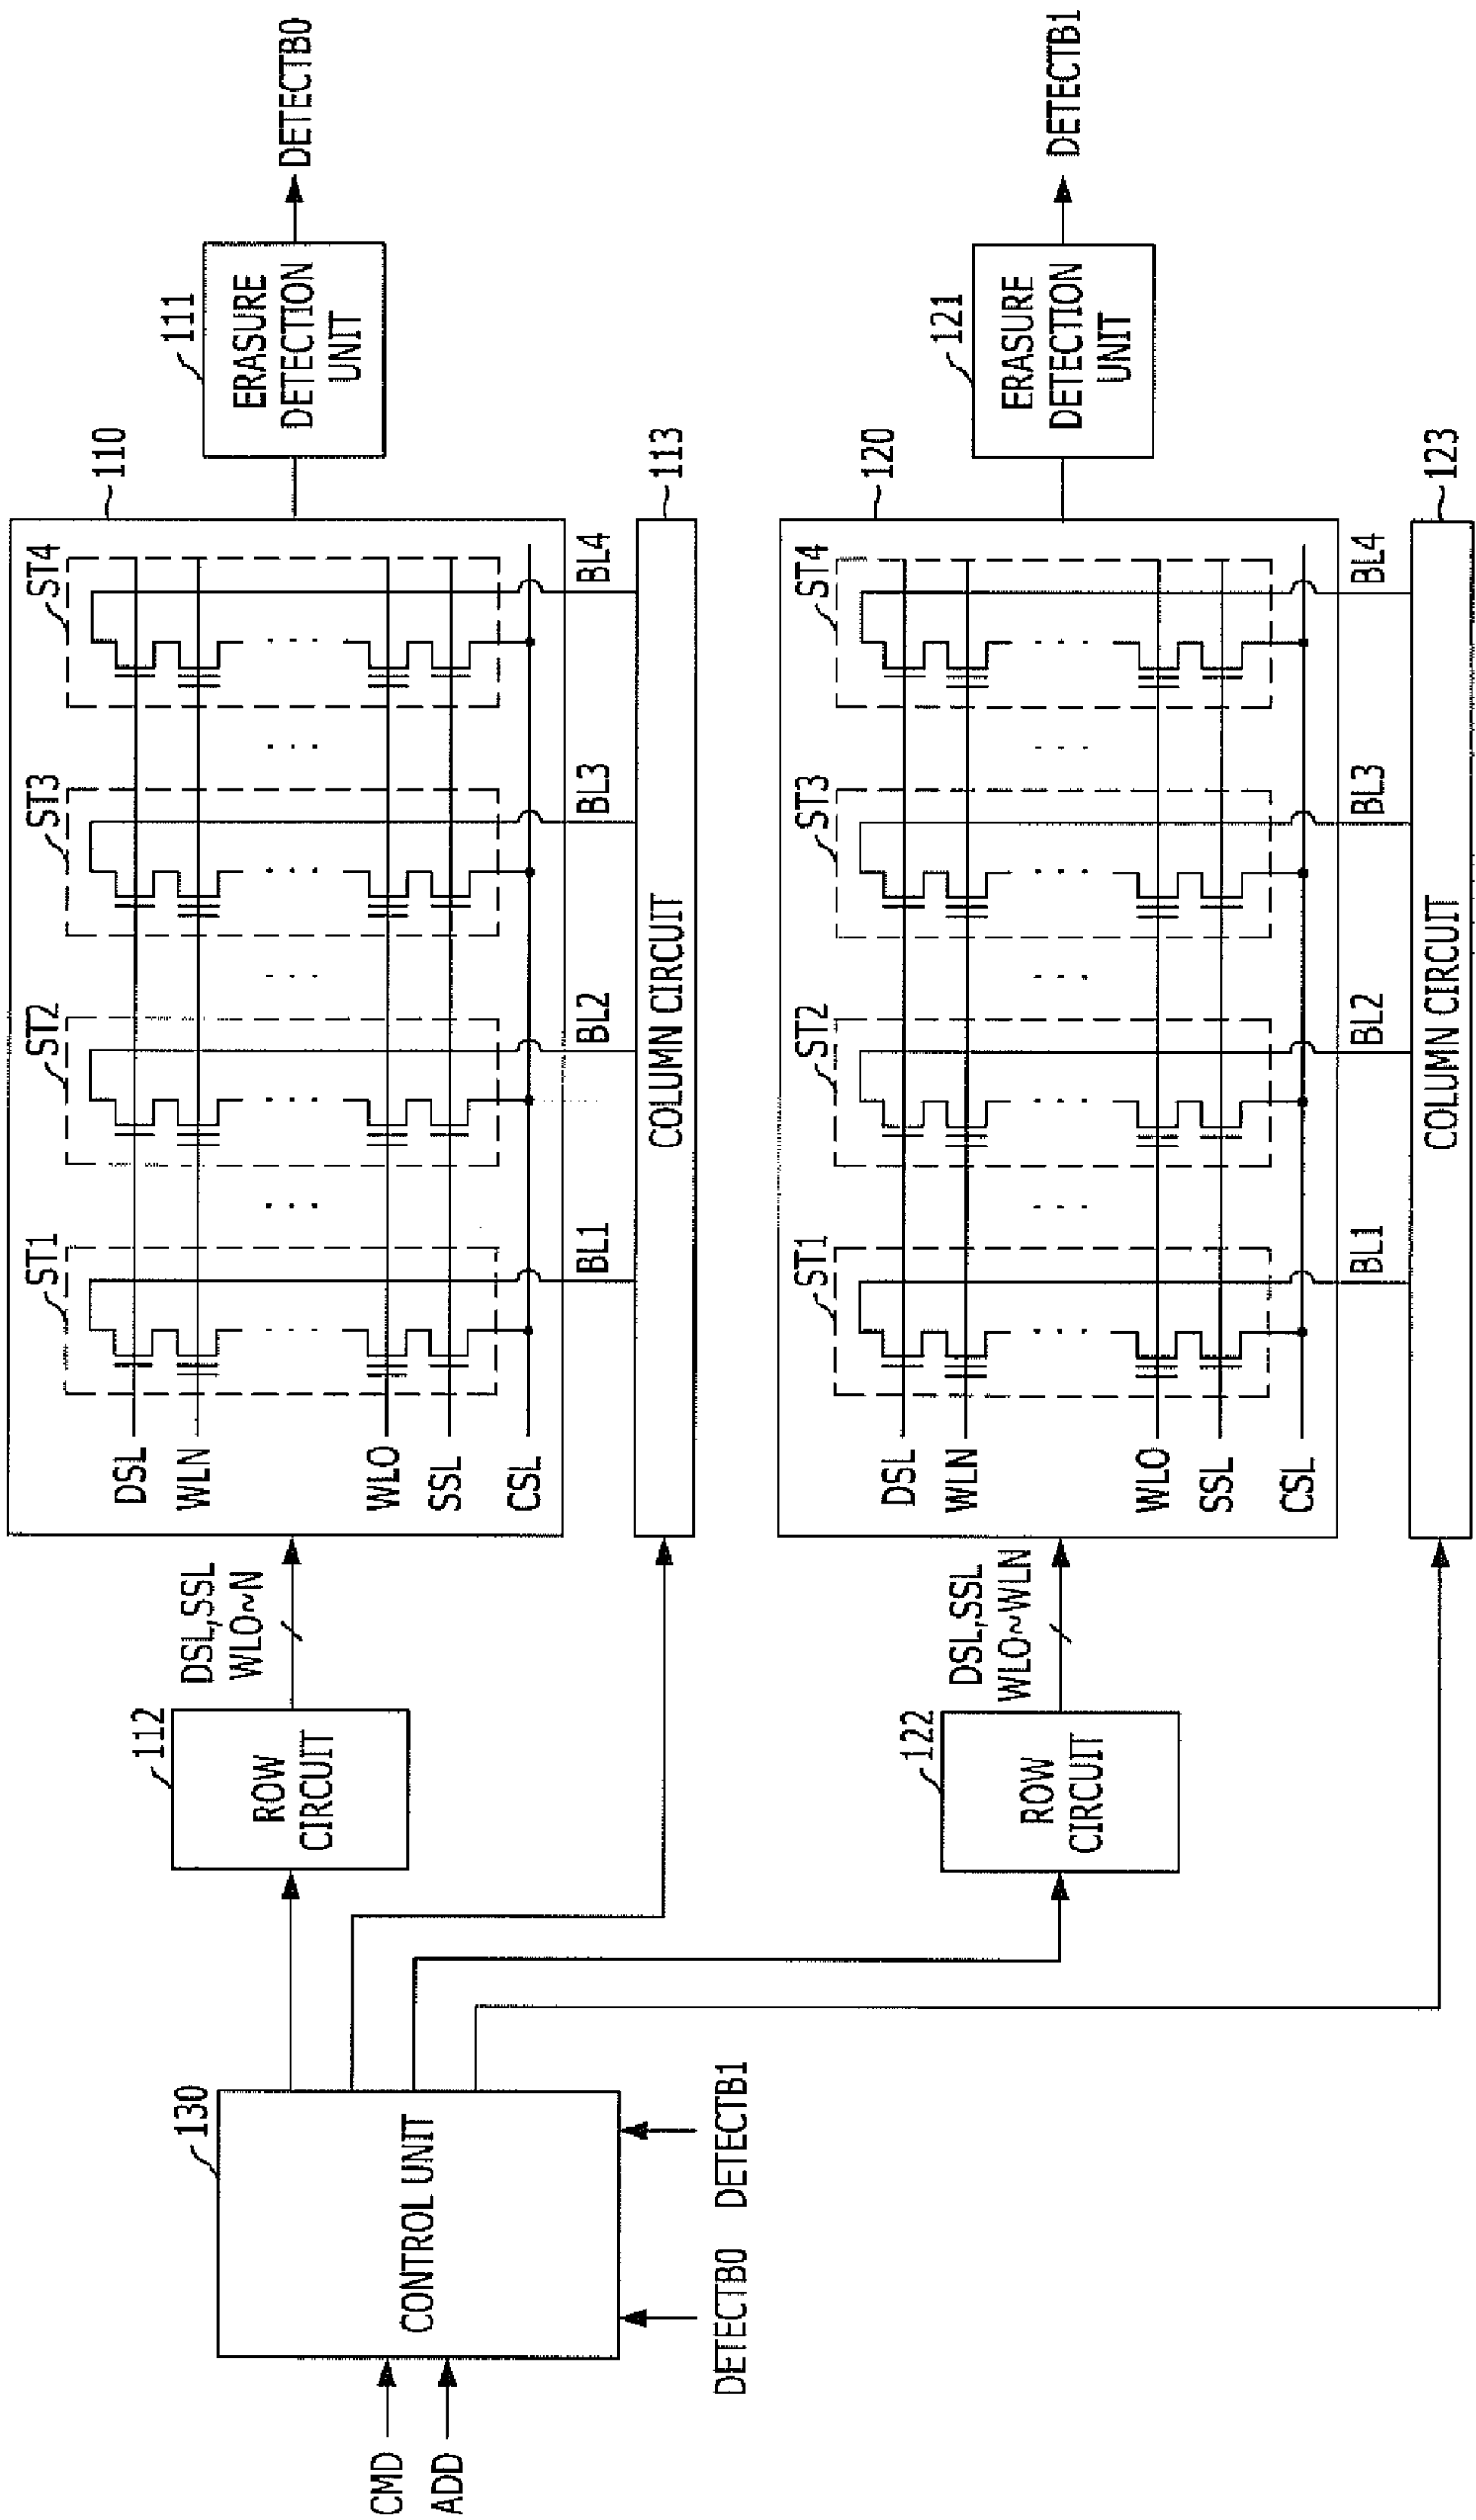 CMD
ADD
130
CONTROL UNIT
DETECTB0
DETECTB1
112
ROW
CIRCUIT
DSL,SSL
WL0~N
110
ST1
ST2
ST3
ST4
DSL
WLN
WL0
SSL
CSL
BL1
BL2
BL3
BL4
113
COLUMN CIRCUIT
111
ERASURE
DETECTION
UNIT
DETECTB0
122
ROW
CIRCUIT
DSL,SSL
WL0~WLN
120
ST1
ST2
ST3
ST4
DSL
WLN
WL0
SSL
CSL
BL1
BL2
BL3
BL4
123
COLUMN CIRCUIT
121
ERASURE
DETECTION
UNIT
DETECTB1